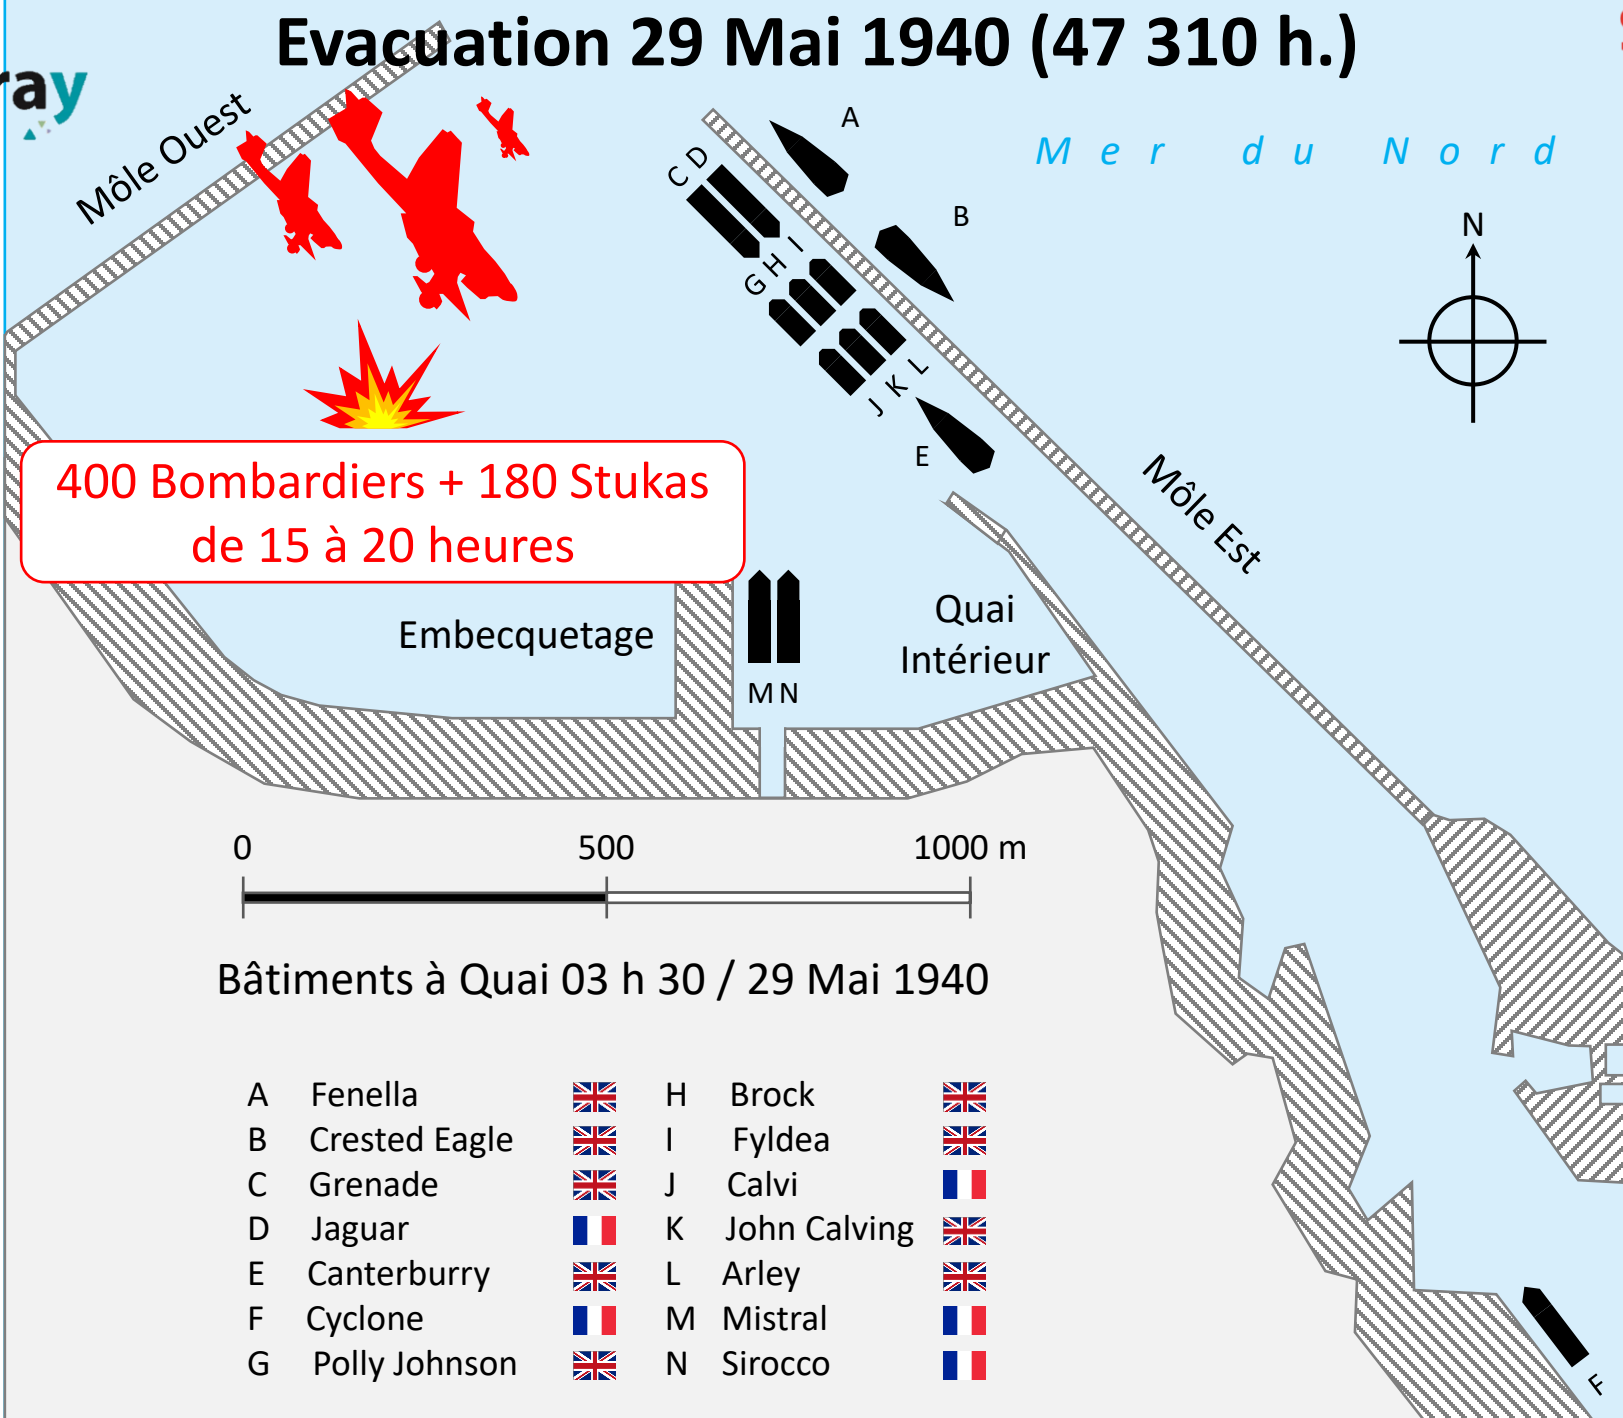 Evacuation 29 Mai 1940 (47 310 h.)
ray
Môle Ouest
A
Mer du Nord
C D
B
N
I
H
G
L
K
J
E
Môle Est
400 Bombardiers + 180 Stukas
de 15 à 20 heures
Embecquetage
Quai
Intérieur
M N
0 500 1000 m
Bâtiments à Quai 03 h 30 / 29 Mai 1940
A Fenella H Brock
B Crested Eagle I Fyldea
C Grenade J Calvi
D Jaguar K John Calving
E Canterburry L Arley
F Cyclone M Mistral
G Polly Johnson N Sirocco
F